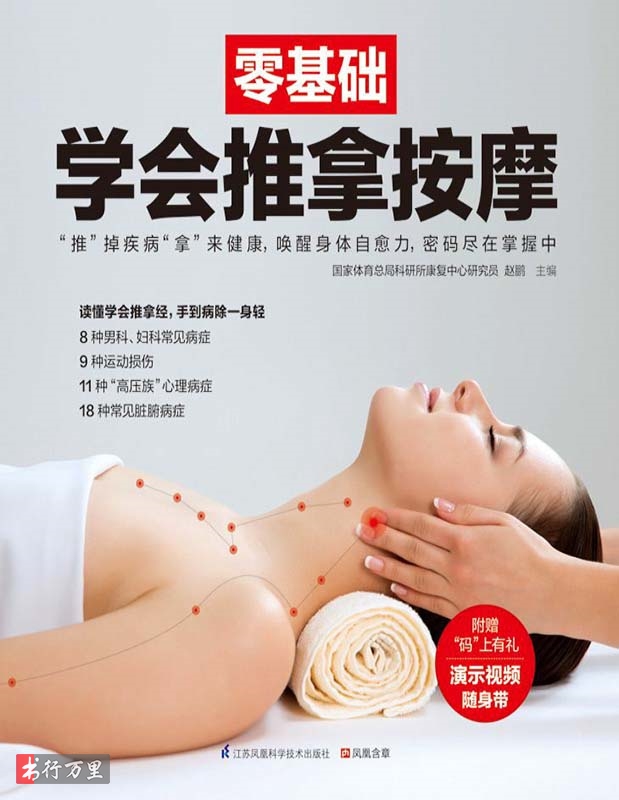 零基础
学会推拿按摩
“推”掉疾病“拿”来健康, 唤醒身体自愈力, 密码尽在掌握中
国家体育总局科研所康复中心研究员 赵鹏 主编
读懂学会推拿经, 手到病除一身轻
8 种男科、妇科常见病症
9 种运动损伤
11 种“高压族”心理病症
18 种常见脏腑病症
附赠
“码”上有礼
演示视频
随身带
江苏凤凰科学技术出版社 凤凰含章
书行万里